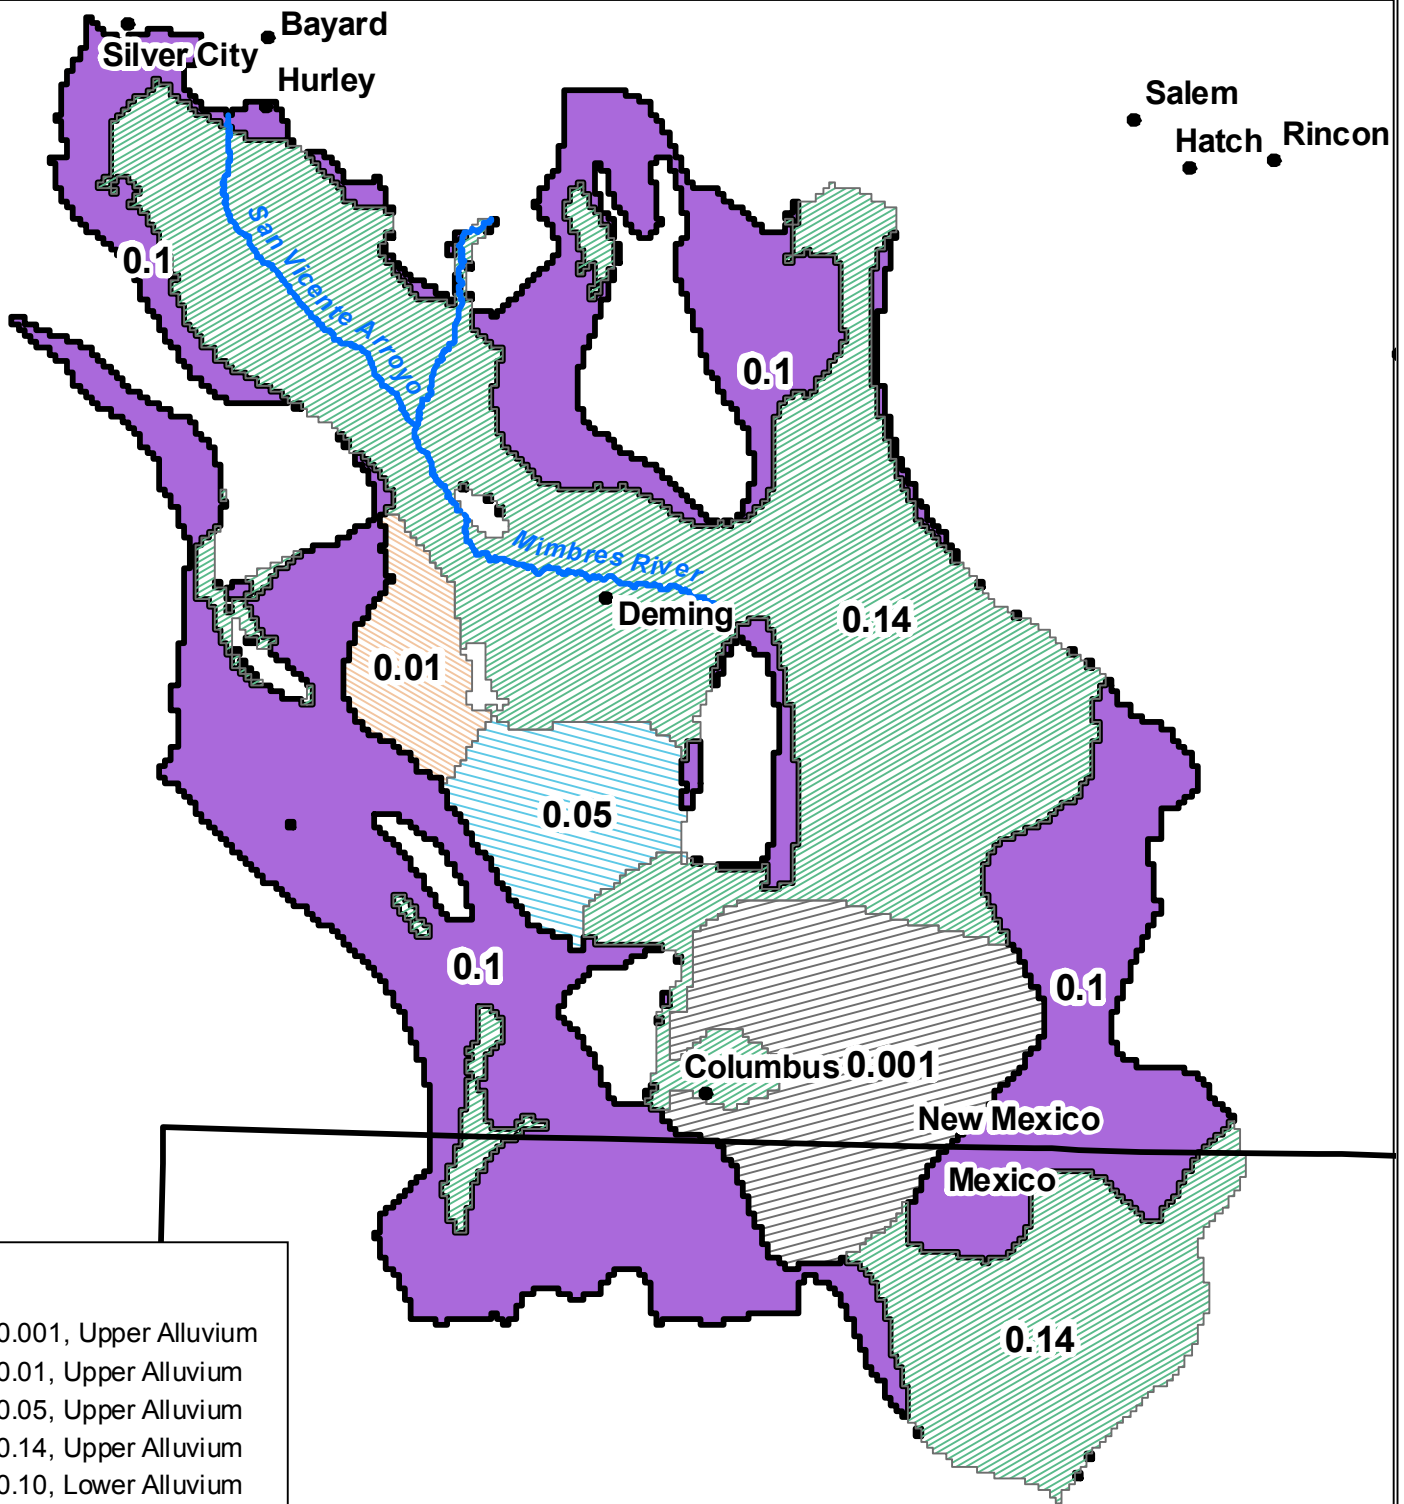 Bayard
Silver City
Hurley
Salem
Hatch
Rincon
San Vicente Arroyo
0.1
0.1
Mimbres River
Deming
0.14
0.01
0.05
0.1
0.1
Columbus
0.001
New Mexico
Mexico
0.14
0.001, Upper Alluvium
0.01, Upper Alluvium
0.05, Upper Alluvium
0.14, Upper Alluvium
0.10, Lower Alluvium